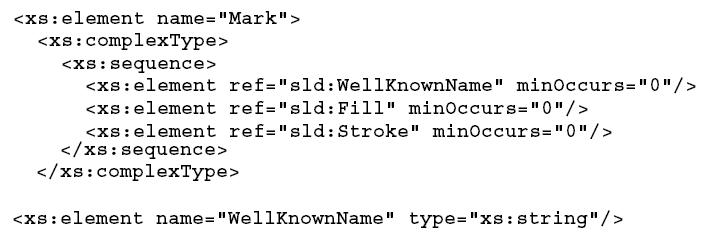 <xs:element name="Mark">
<xs:complexType>
<xs:sequence>
<xs:element ref="sld:WellKnownName" minOccurs="0"/>
<xs:element ref="sld:Fill" minOccurs="0"/>
<xs:element ref="sld:Stroke" minOccurs="0"/>
</xs:sequence>
</xs:complexType>
<xs:element name="WellKnownName" type="xs:string"/>